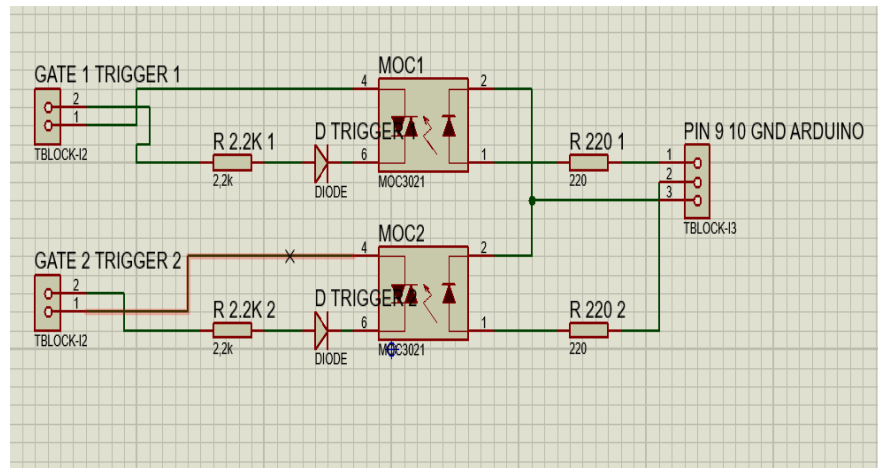 GATE 1 TRIGGER 1
2
1
TBLOCK-I2
R 2.2K 1
2,2k
D TRIGGER 1
DIODE
MOC1
4
6
2
1
MOC3021
R 220 1
220
PIN 9 10 GND ARDUINO
1
2
3
TBLOCK-I3
GATE 2 TRIGGER 2
2
1
TBLOCK-I2
R 2.2K 2
2,2k
D TRIGGER 2
DIODE
MOC2
4
6
2
1
MOC3021
R 220 2
220